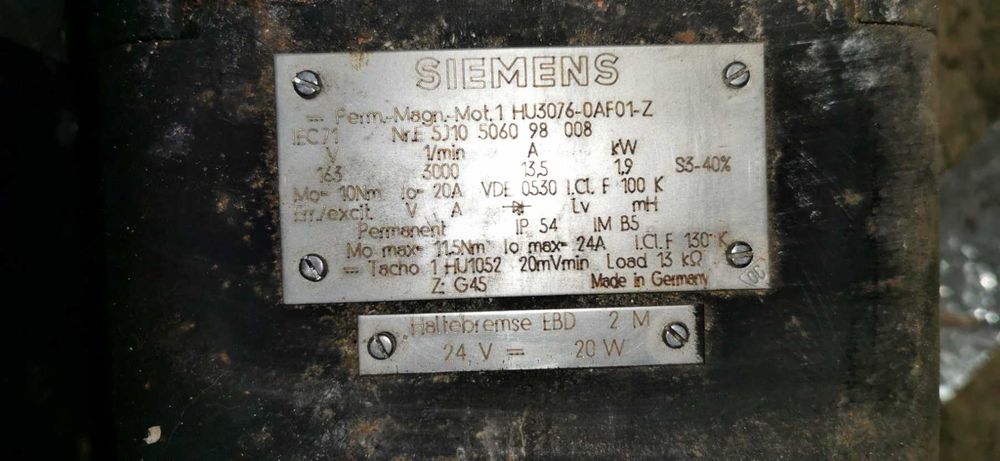 SIEMENS
= Perm.-Magn.-Mot.1 HU3076-0AF01-Z
IEC71 Nr.E 5J10 5060 98 008
V 1/min A kW
163 3000 13,5 1,9 S3-40%
Mo= 10Nm Io= 20A VDE 0530 I.Cl. F 100 K
Err./excit. V A Lv mH
Permanent IP 54 IM B5
Mo max= 11.5Nm Io max= 24A I.Cl.F 130 K
= Tacho 1 HU1052 20mVmin Load 13 kΩ
Z: G45 Made in Germany
Haltebremse EBD 2 M
24 V = 20 W